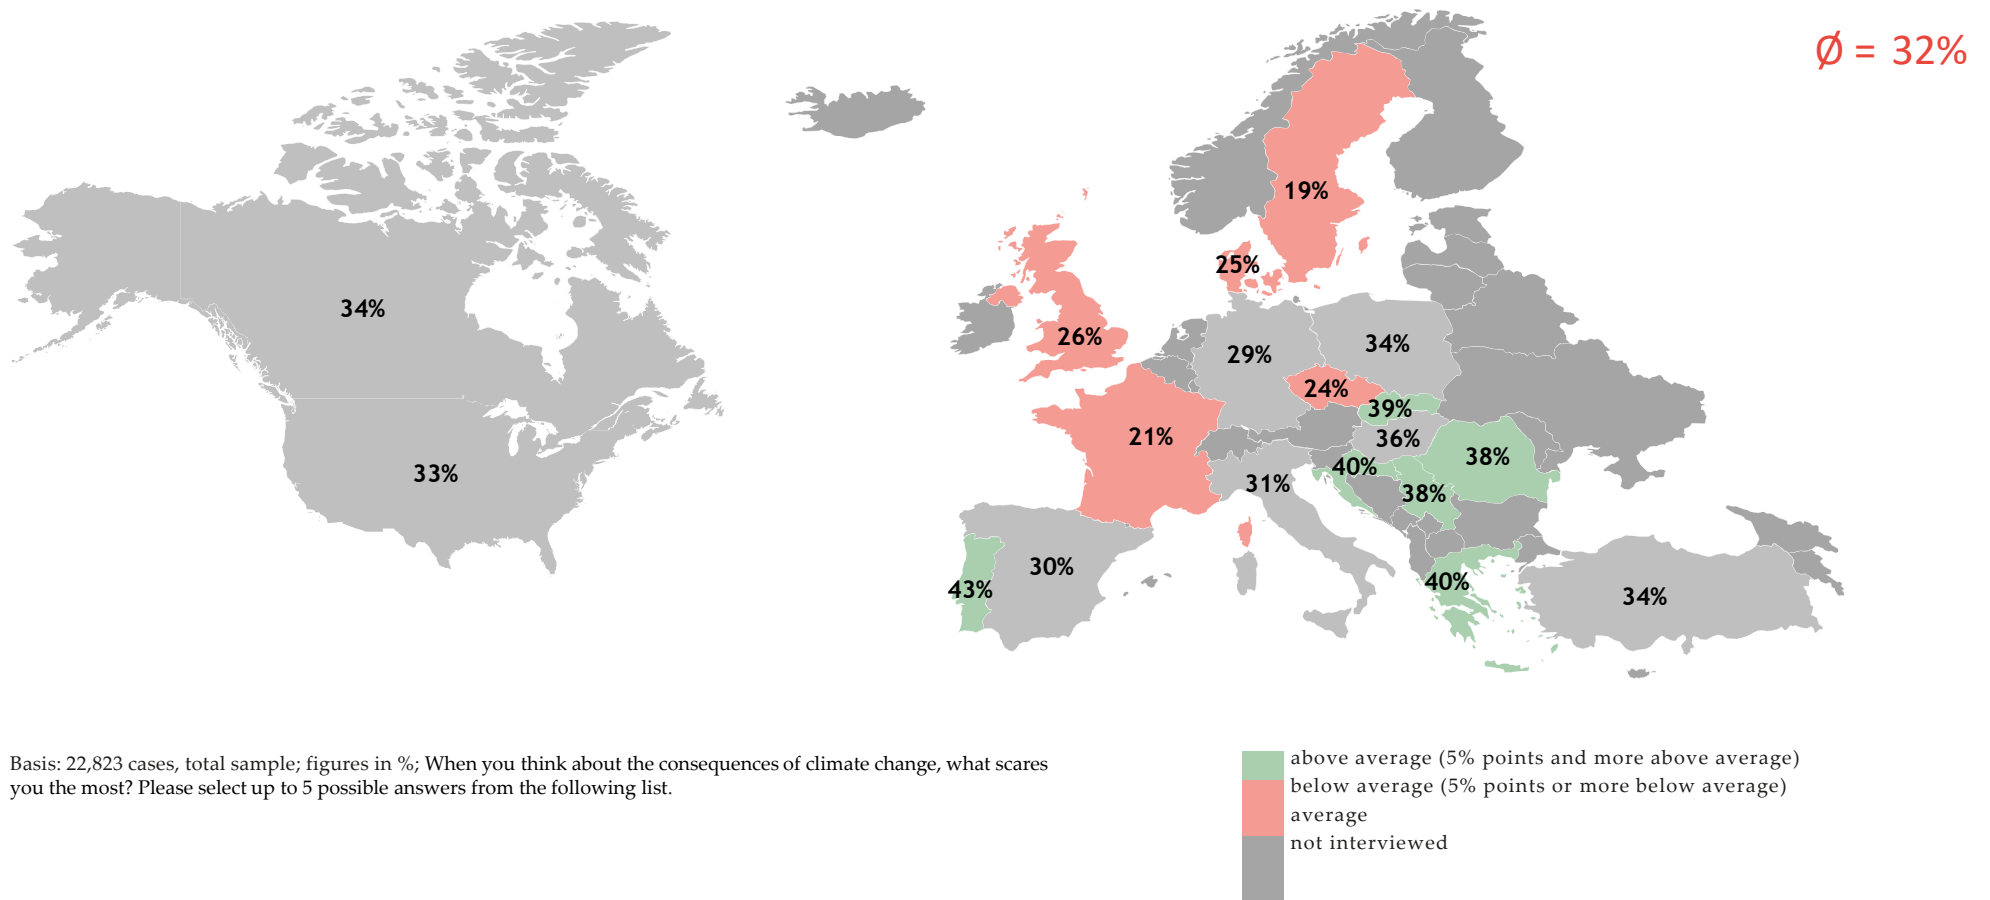 Ø = 32%
19%
25%
34%
26%
29%
34%
24%
39%
21%
36%
38%
40%
33%
31%
38%
30%
43%
40%
34%
Basis: 22,823 cases, total sample; figures in %; When you think about the consequences of climate change, what scares
you the most? Please select up to 5 possible answers from the following list.
above average (5% points and more above average)
below average (5% points or more below average)
average
not interviewed